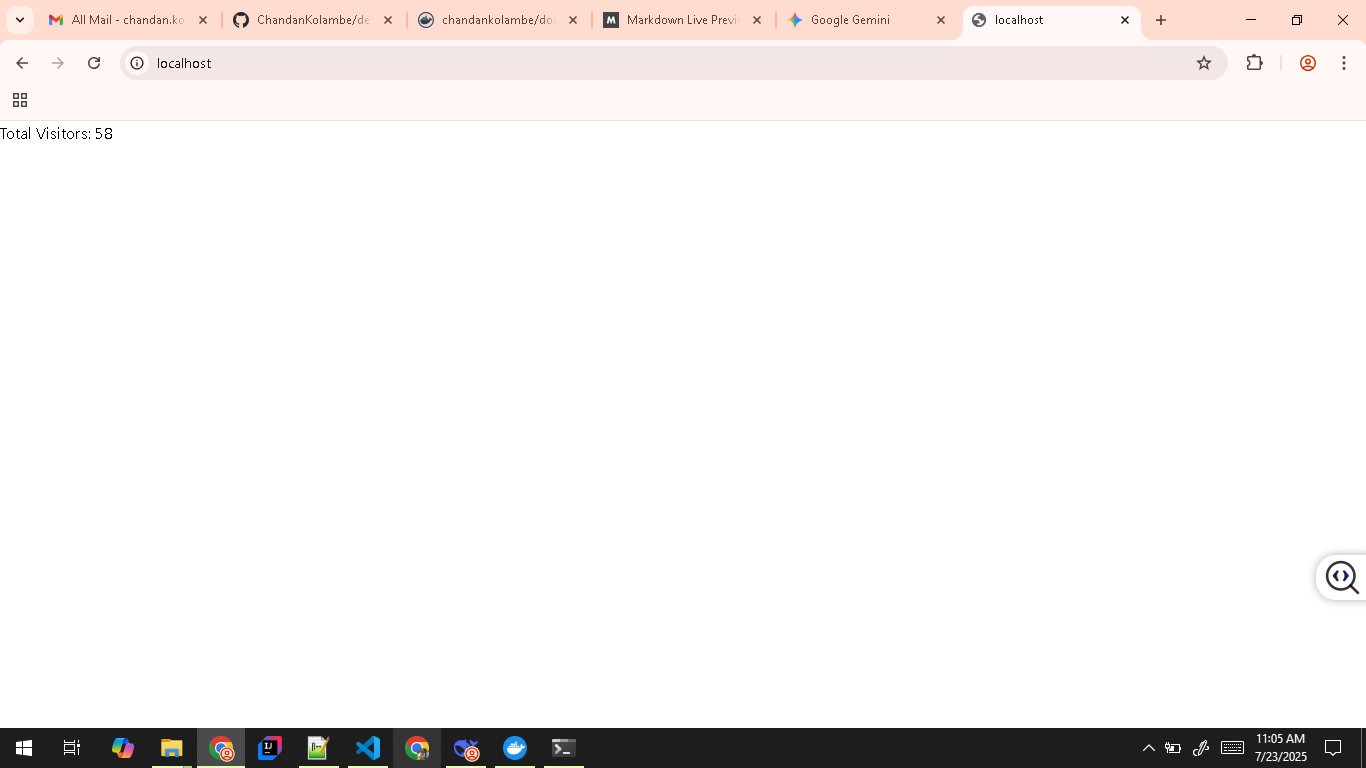 All Mail - chandan.ko
ChandanKolambe/de
chandankolambe/do
Markdown Live Previ
Google Gemini
localhost
localhost
Total Visitors: 58
11:05 AM
7/23/2025